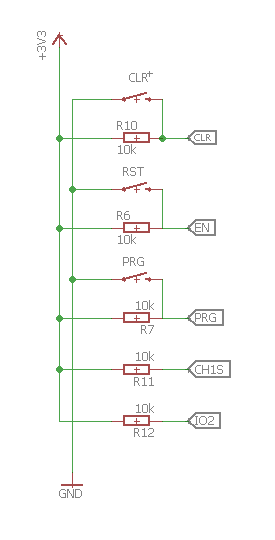 +3V3
CLR+
R10
10k
CLR
RST
R6
10k
EN
PRG
10k
R7
PRG
10k
R11
CH1S
10k
R12
IO2
GND